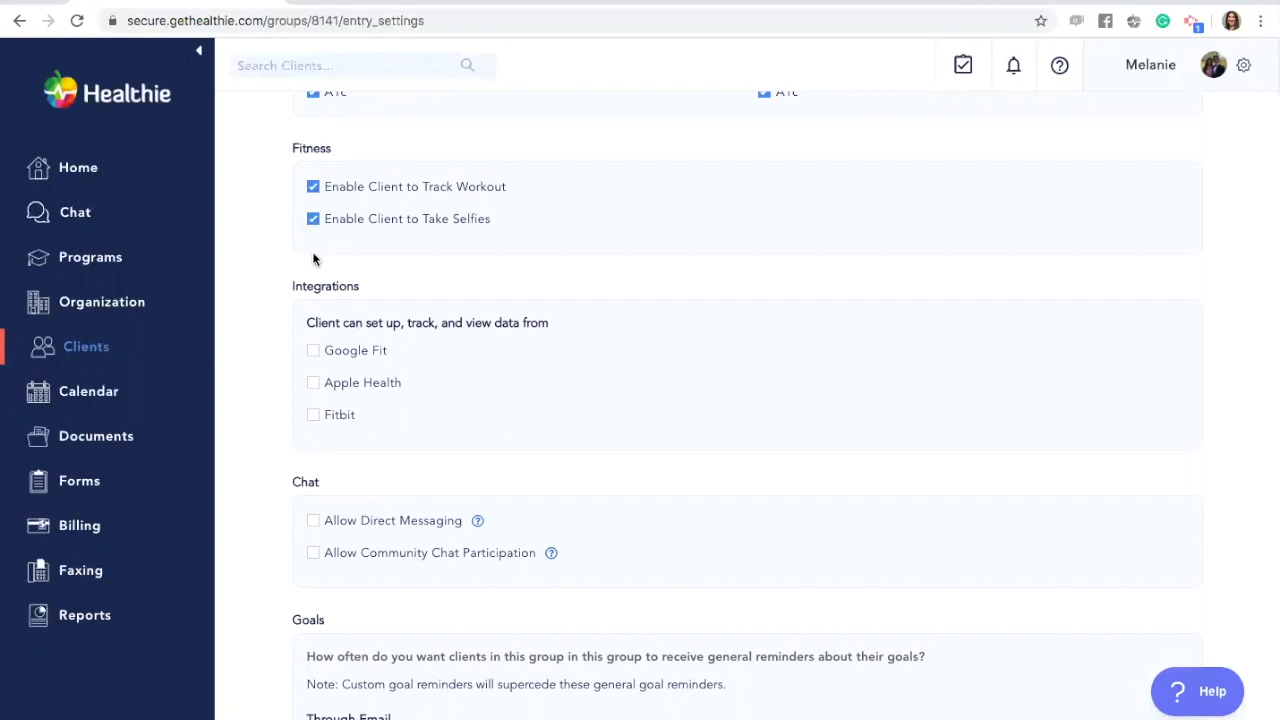 secure.gethealthie.com/groups/8141/entry_settings
Healthie
Search Clients...
Melanie
Home
Chat
Programs
Organization
Clients
Calendar
Documents
Forms
Billing
Faxing
Reports
A1c
A1c
Fitness
Enable Client to Track Workout
Enable Client to Take Selfies
Integrations
Client can set up, track, and view data from
Google Fit
Apple Health
Fitbit
Chat
Allow Direct Messaging ?
Allow Community Chat Participation ?
Goals
How often do you want clients in this group in this group to receive general reminders about their goals?
Note: Custom goal reminders will supercede these general goal reminders.
Through Email
? Help